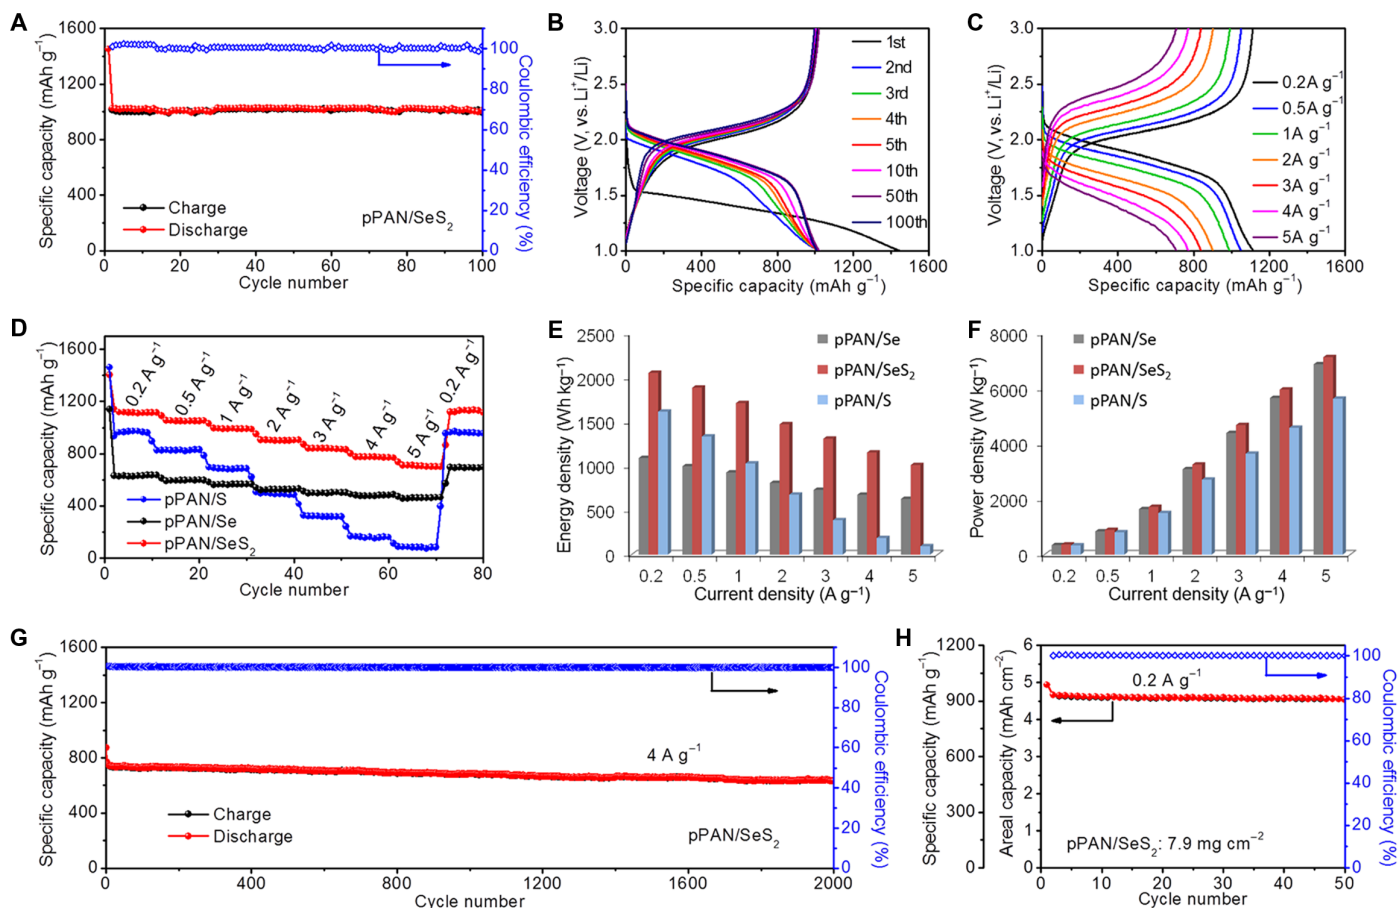 A
Specific capacity (mAh g⁻¹)
1600
1200
800
400
0
0
20
40
60
80
100
Cycle number
Charge
Discharge
pPAN/SeS₂
100
80
60
40
20
0
Coulombic efficiency (%)
B
Voltage (V, vs. Li⁺/Li)
3.0
2.5
2.0
1.5
1.0
0
400
800
1200
1600
Specific capacity (mAh g⁻¹)
1st
2nd
3rd
4th
5th
10th
50th
100th
C
Voltage (V, vs. Li⁺/Li)
3.0
2.5
2.0
1.5
1.0
0
400
800
1200
1600
Specific capacity (mAh g⁻¹)
0.2A g⁻¹
0.5A g⁻¹
1A g⁻¹
2A g⁻¹
3A g⁻¹
4A g⁻¹
5A g⁻¹
D
Specific capacity (mAh g⁻¹)
1600
1200
800
400
0
0
20
40
60
80
Cycle number
0.2 A g⁻¹
0.5 A g⁻¹
1 A g⁻¹
2 A g⁻¹
3 A g⁻¹
4 A g⁻¹
5 A g⁻¹
0.2 A g⁻¹
pPAN/S
pPAN/Se
pPAN/SeS₂
E
Energy density (Wh kg⁻¹)
2500
2000
1500
1000
500
0
0.2
0.5
1
2
3
4
5
Current density (A g⁻¹)
pPAN/Se
pPAN/SeS₂
pPAN/S
F
Power density (W kg⁻¹)
8000
6000
4000
2000
0
0.2
0.5
1
2
3
4
5
Current density (A g⁻¹)
pPAN/Se
pPAN/SeS₂
pPAN/S
G
Specific capacity (mAh g⁻¹)
1600
1200
800
400
0
0
400
800
1200
1600
2000
Cycle number
4 A g⁻¹
Charge
Discharge
pPAN/SeS₂
100
80
60
40
20
0
Coulombic efficiency (%)
H
Specific capacity (mAh g⁻¹)
1200
900
600
300
0
Areal capacity (mAh cm⁻²)
6
5
4
3
2
1
0
0
10
20
30
40
50
Cycle number
0.2 A g⁻¹
pPAN/SeS₂: 7.9 mg cm⁻²
100
80
60
40
20
0
Coulombic efficiency (%)